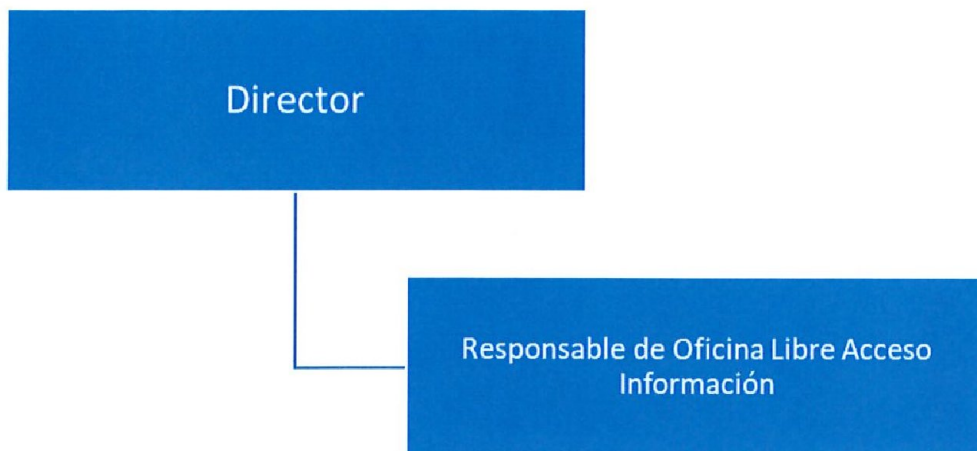 Director
Responsable de Oficina Libre Acceso
Información